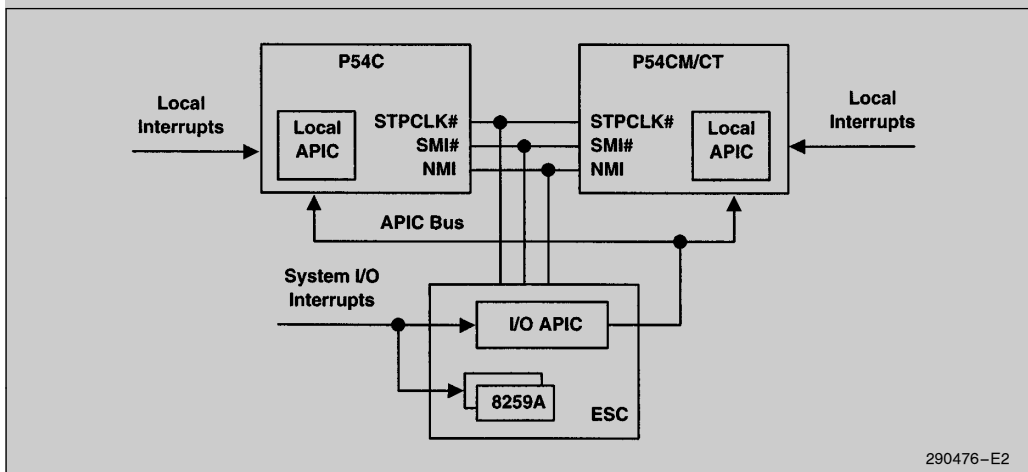 P54C
P54CM/CT
Local
Interrupts
Local
APIC
STPCLK#
SMI#
NMI
STPCLK#
SMI#
NMI
Local
APIC
Local
Interrupts
APIC Bus
System I/O
Interrupts
I/O APIC
8259A
ESC
290476–E2